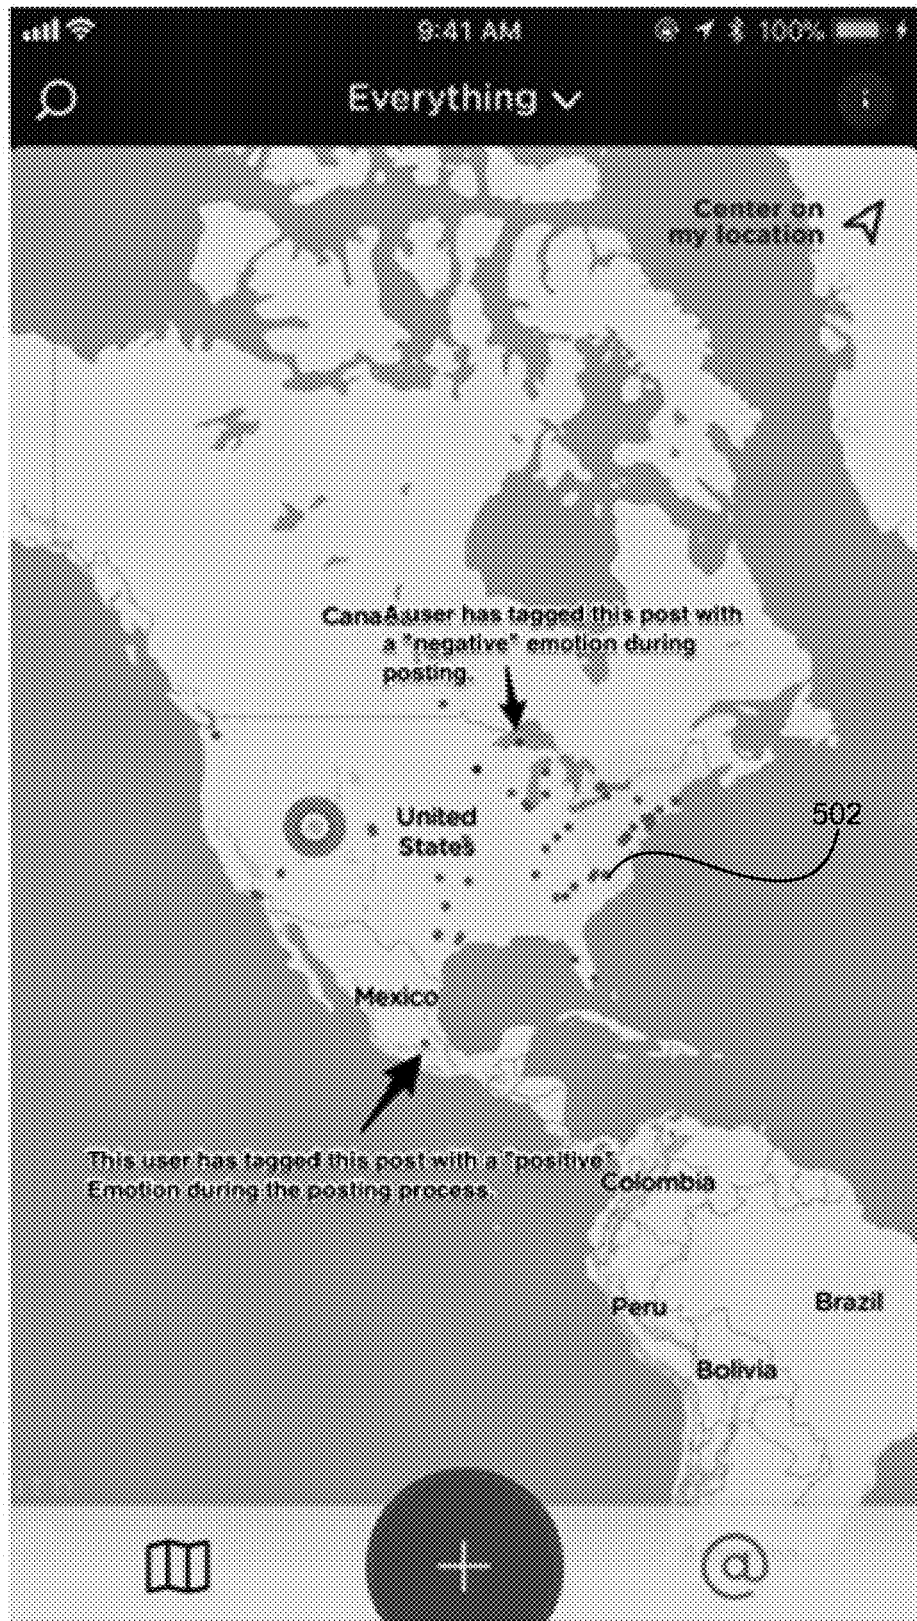 9:41 AM
100%
Everything
Center on
my location
Cana
A user has tagged this post with
a "negative" emotion during
posting.
United
States
502
Mexico
This user has tagged this post with a "positive"
Emotion during the posting process.
Colombia
Peru
Brazil
Bolivia
@